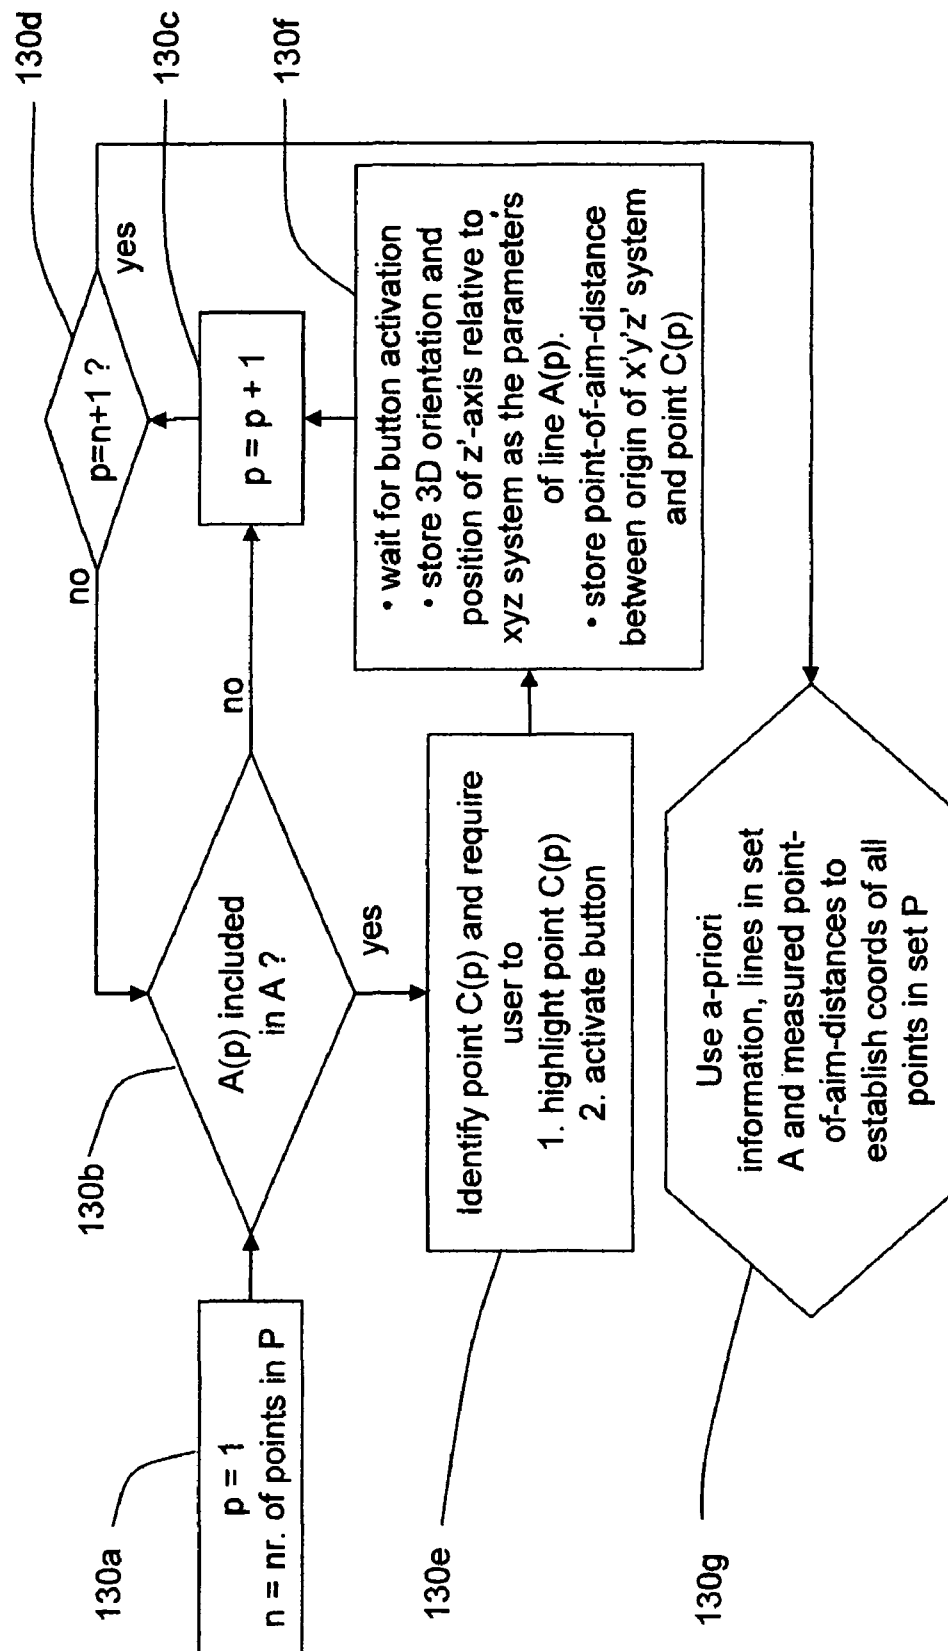 130a
p = 1
n = nr. of points in P
130b
A(p) included
in A ?
no
yes
130c
p = p + 1
130d
p=n+1 ?
no
yes
130e
Identify point C(p) and require
user to
1. highlight point C(p)
2. activate button
130f
• wait for button activation
• store 3D orientation and
position of z'-axis relative to
xyz system as the parameters
of line A(p).
• store point-of-aim-distance
between origin of x'y'z' system
and point C(p)
130g
Use a-priori
information, lines in set
A and measured point-
of-aim-distances to
establish coords of all
points in set P